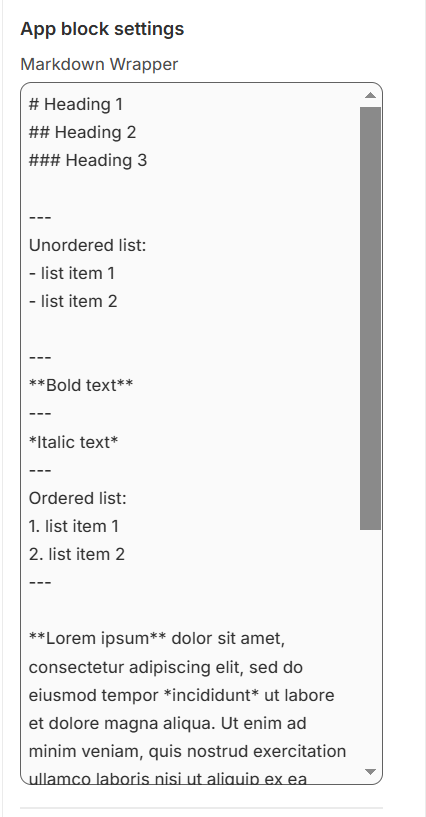 App block settings
Markdown Wrapper
# Heading 1
## Heading 2
### Heading 3
---
Unordered list:
- list item 1
- list item 2
---
**Bold text**
---
*Italic text*
---
Ordered list:
1. list item 1
2. list item 2
---
**Lorem ipsum** dolor sit amet,
consectetur adipiscing elit, sed do
eiusmod tempor *incididunt* ut labore
et dolore magna aliqua. Ut enim ad
minim veniam, quis nostrud exercitation
ullamco laboris nisi ut aliquip ex ea